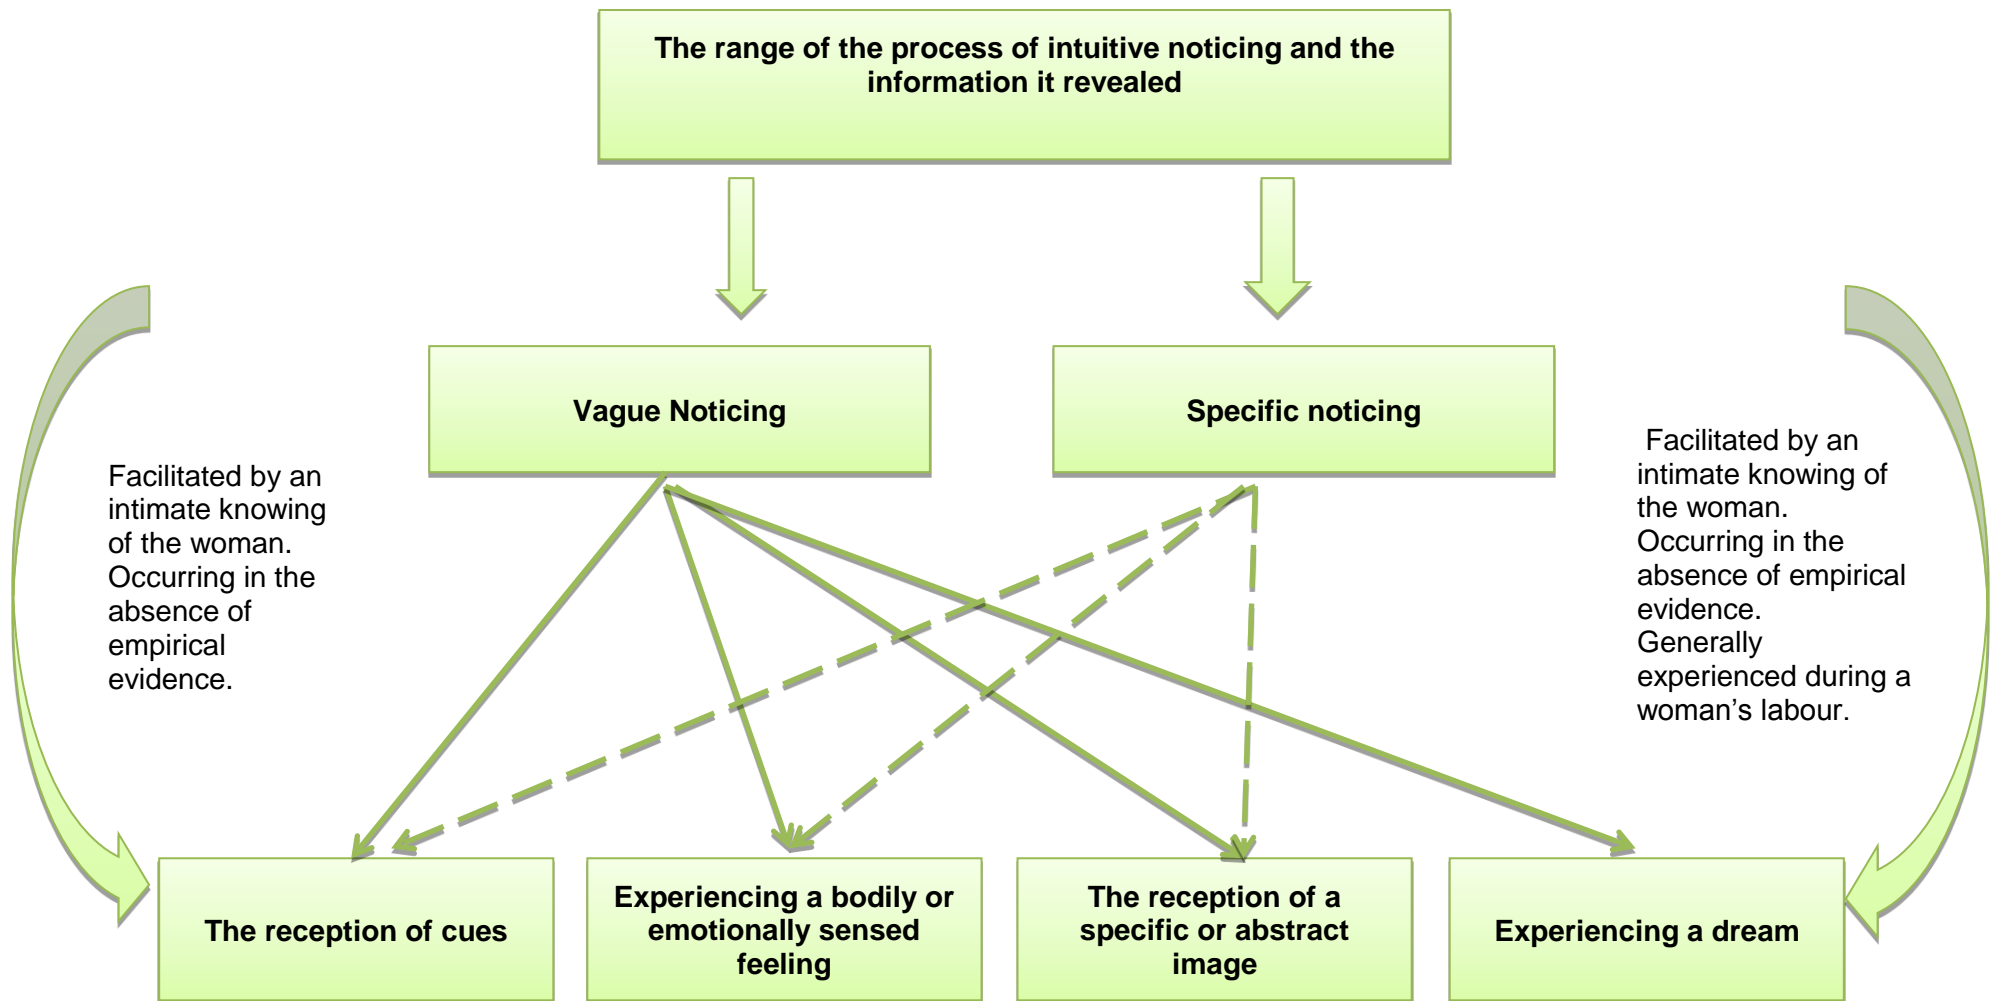 The range of the process of intuitive noticing and the
information it revealed
Vague Noticing
Specific noticing
Facilitated by an
intimate knowing
of the woman.
Occurring in the
absence of
empirical
evidence.
Facilitated by an
intimate knowing of
the woman.
Occurring in the
absence of empirical
evidence.
Generally
experienced during a
woman’s labour.
The reception of cues
Experiencing a bodily or
emotionally sensed
feeling
The reception of a
specific or abstract
image
Experiencing a dream